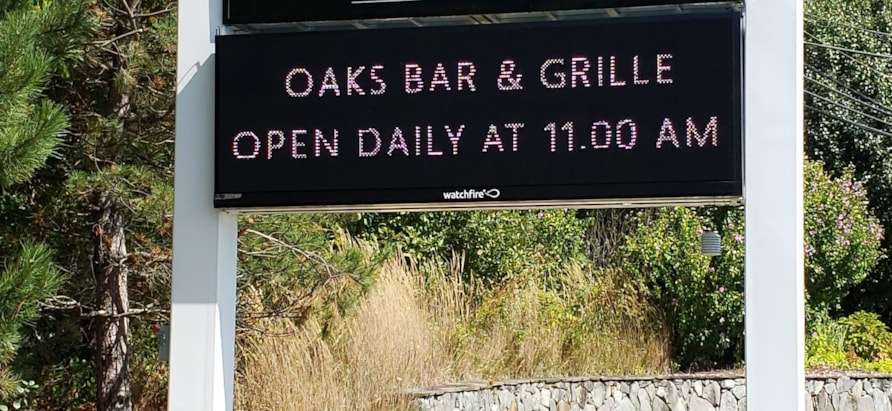 OAKS BAR & GRILLE
OPEN DAILY AT 11.00 AM
watchfire